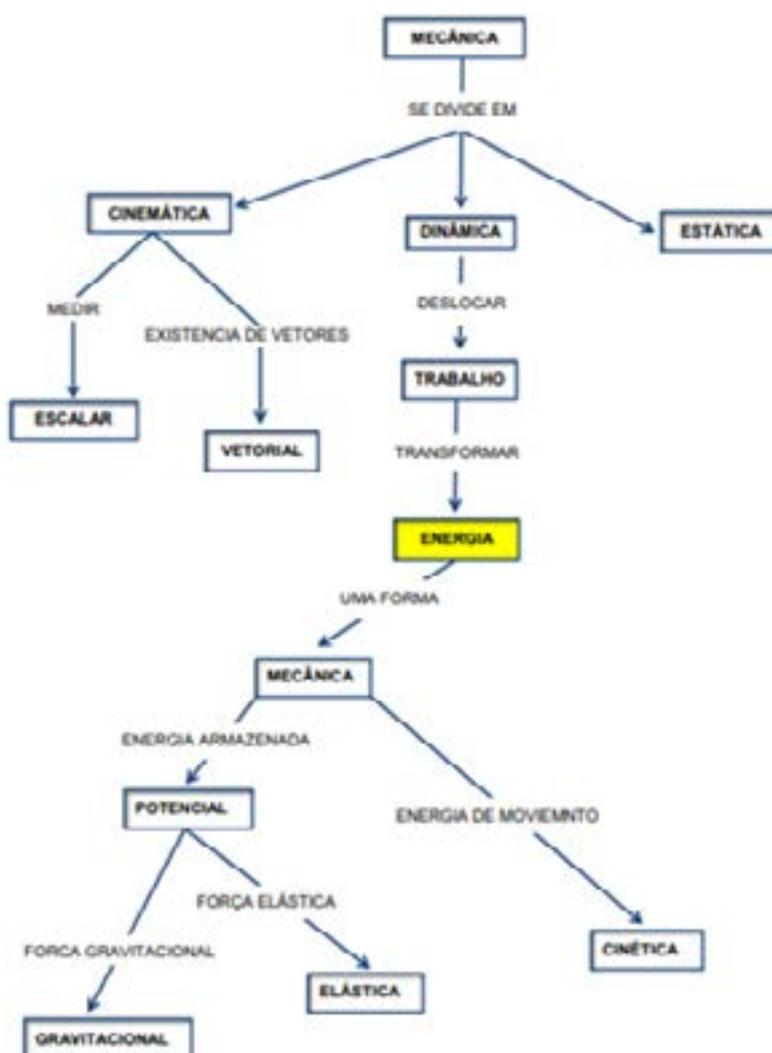 MECÂNICA
SE DIVIDE EM
CINEMÁTICA
DINÂMICA
ESTÁTICA
MEDIR
EXISTENCIA DE VETORES
DESLOCAR
ESCALAR
VETORIAL
TRABALHO
TRANSFORMAR
ENERGIA
UMA FORMA
MECÂNICA
ENERGIA ARMAZENADA
POTENCIAL
ENERGIA DE MOVIEMNTO
FORÇA ELÁSTICA
FORCA GRAVITACIONAL
CINÉTICA
ELÁSTICA
GRAVITACIONAL